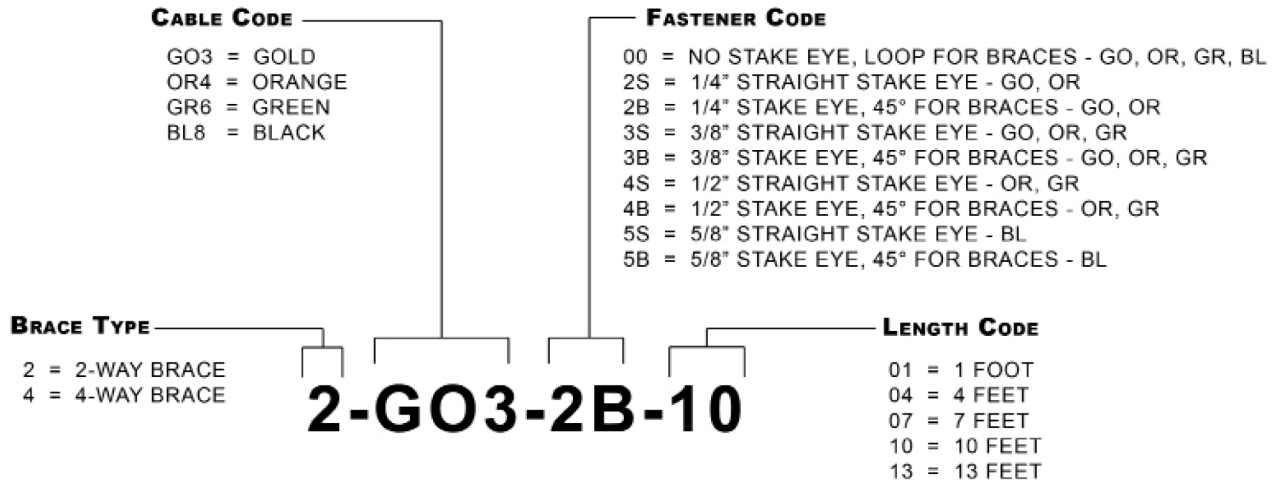 CABLE CODE
GO3 = GOLD
OR4 = ORANGE
GR6 = GREEN
BL8 = BLACK
FASTENER CODE
00 = NO STAKE EYE, LOOP FOR BRACES - GO, OR, GR, BL
2S = 1/4" STRAIGHT STAKE EYE - GO, OR
2B = 1/4" STAKE EYE, 45° FOR BRACES - GO, OR
3S = 3/8" STRAIGHT STAKE EYE - GO, OR, GR
3B = 3/8" STAKE EYE, 45° FOR BRACES - GO, OR, GR
4S = 1/2" STRAIGHT STAKE EYE - OR, GR
4B = 1/2" STAKE EYE, 45° FOR BRACES - OR, GR
5S = 5/8" STRAIGHT STAKE EYE - BL
5B = 5/8" STAKE EYE, 45° FOR BRACES - BL
BRACE TYPE
2 = 2-WAY BRACE
4 = 4-WAY BRACE
2-GO3-2B-10
LENGTH CODE
01 = 1 FOOT
04 = 4 FEET
07 = 7 FEET
10 = 10 FEET
13 = 13 FEET